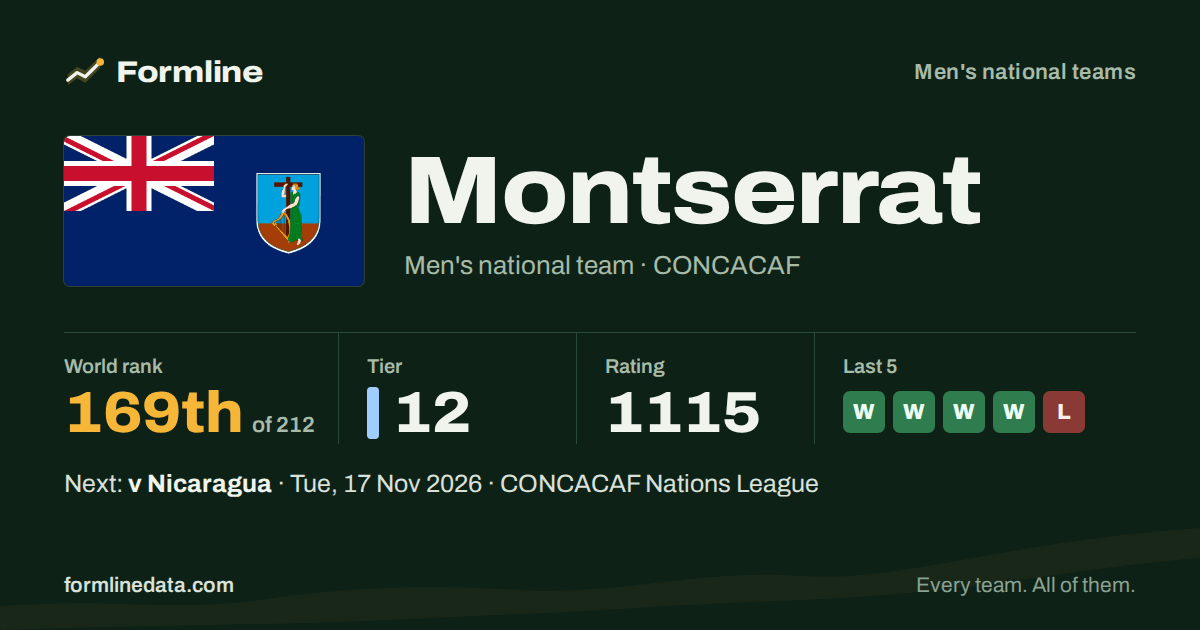 Formline
Men's national teams
Montserrat
Men's national team · CONCACAF
World rank
169th of 212
Tier
12
Rating
1115
Last 5
W W W W L
Next: v Nicaragua · Tue, 17 Nov 2026 · CONCACAF Nations League
formlinedata.com
Every team. All of them.